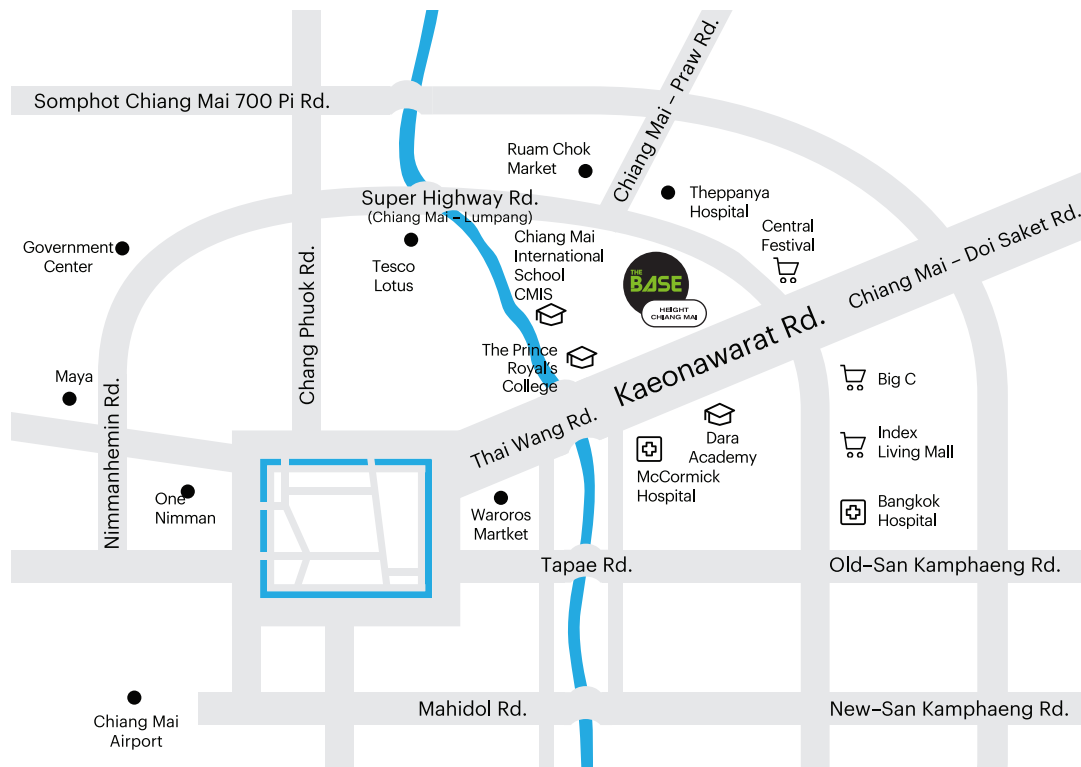 Chiang Mai – Praw Rd.
Somphot Chiang Mai 700 Pi Rd.
Ruam Chok
Market
Super Highway Rd.
(Chiang Mai – Lumpang)
Theppanya
Hospital
Central
Festival
Chiang Mai – Doi Saket Rd.
Government
Center
Chang Phuok Rd.
Tesco
Lotus
Chiang Mai
International
School
CMIS
THE
BASE
HEIGHT
CHIANG MAI
The Prince
Royal's
College
Kaeonawarat Rd.
Maya
Nimmanhemin Rd.
Thai Wang Rd.
Big C
Dara
Academy
Index
Living Mall
McCormick
Hospital
One
Nimman
Waroros
Martket
Bangkok
Hospital
Tapae Rd.
Old–San Kamphaeng Rd.
Mahidol Rd.
New–San Kamphaeng Rd.
Chiang Mai
Airport